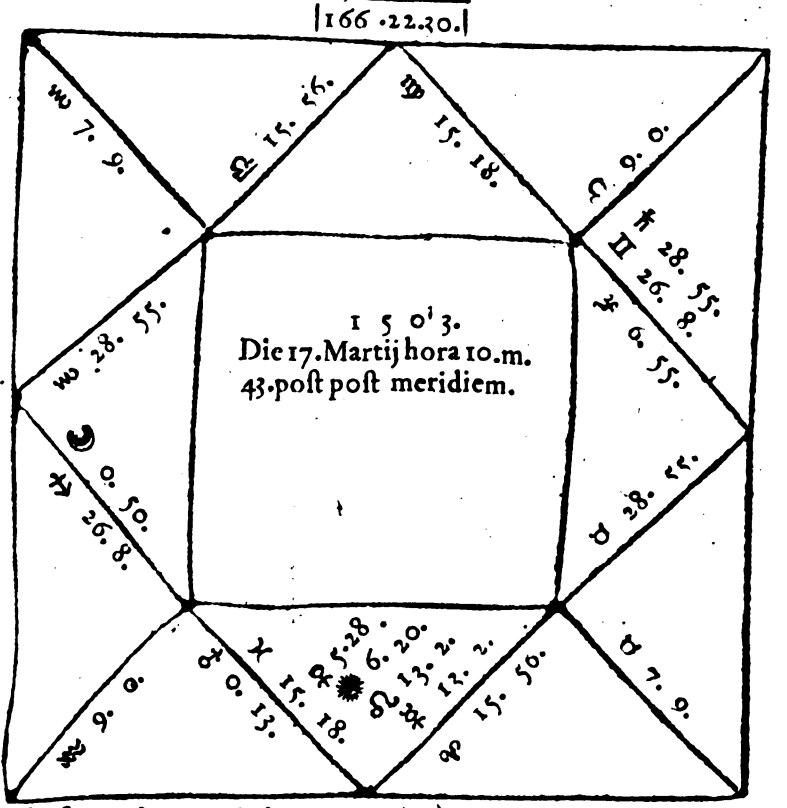 166.22.30.
♏ 7. 9.
♎ 15. 56.
♍ 15. 18.
♌ 9. 0.
♄ 28. 55.
♊ 26. 8.
♃ 6. 55.
♏ 28. 55.
1 5 0 3.
Die 17. Martij hora 10. m.
43. poſt poſt meridiem.
☽ 0. 50.
♐ 26. 8.
♉ 28. 55.
♒ 9. 0.
♀ 0. 13.
♓ 15. 18.
5. 28.
☉ 6. 20.
☊ 13. 2.
13. 2.
♈ 15. 56.
♉ 7. 9.